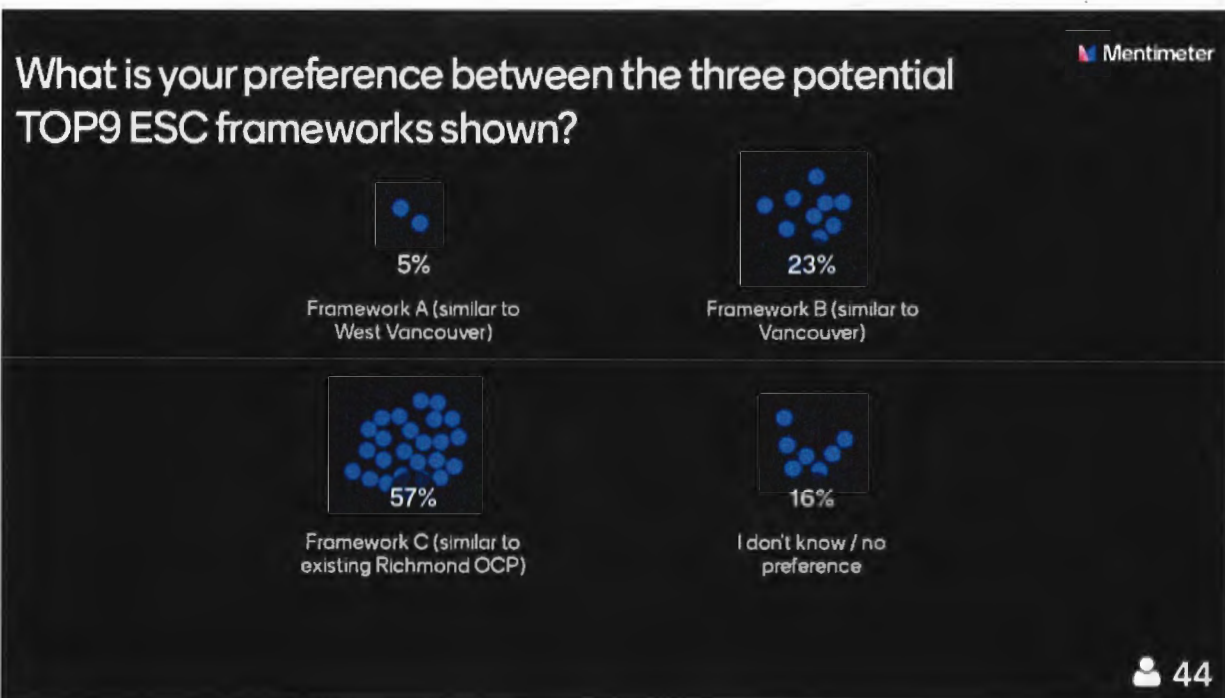 What is your preference between the three potential
TOP9 ESC frameworks shown?
Mentimeter
5%
Framework A (similar to
West Vancouver)
23%
Framework B (similar to
Vancouver)
57%
Framework C (similar to
existing Richmond OCP)
16%
I don't know / no
preference
44